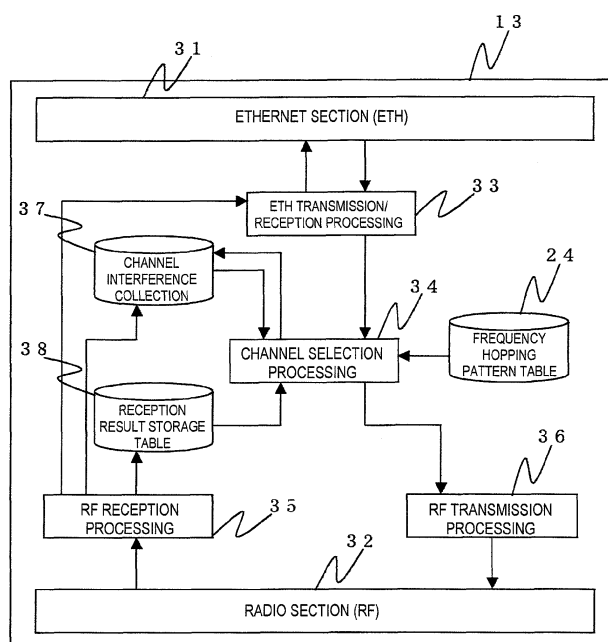 31
13
ETHERNET SECTION (ETH)
ETH TRANSMISSION/
RECEPTION PROCESSING
33
37
CHANNEL
INTERFERENCE
COLLECTION
34
24
CHANNEL SELECTION
PROCESSING
FREQUENCY
HOPPING
PATTERN TABLE
38
RECEPTION
RESULT STORAGE
TABLE
36
RF RECEPTION
PROCESSING
35
RF TRANSMISSION
PROCESSING
32
RADIO SECTION (RF)